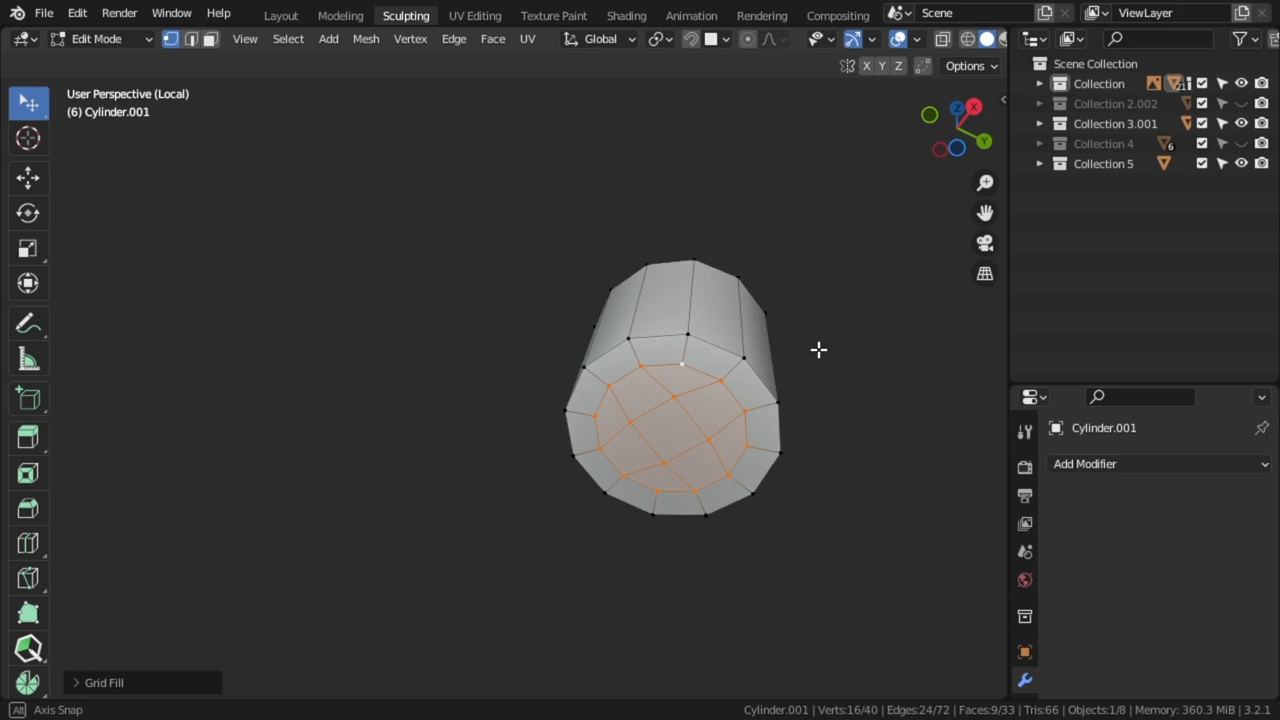 File Edit Render Window Help Layout Modeling Sculpting UV Editing Texture Paint Shading Animation Rendering Compositing Scene ViewLayer
Edit Mode View Select Add Mesh Vertex Edge Face UV Global
X Y Z Options
User Perspective (Local)
(6) Cylinder.001
Z X Y
Scene Collection
Collection 21
Collection 2.002
Collection 3.001
Collection 4 6
Collection 5
Cylinder.001
Add Modifier
Grid Fill
Alt Axis Snap Cylinder.001 | Verts:16/40 | Edges:24/72 | Faces:9/33 | Tris:66 | Objects:1/8 | Memory: 360.3 MiB | 3.2.1